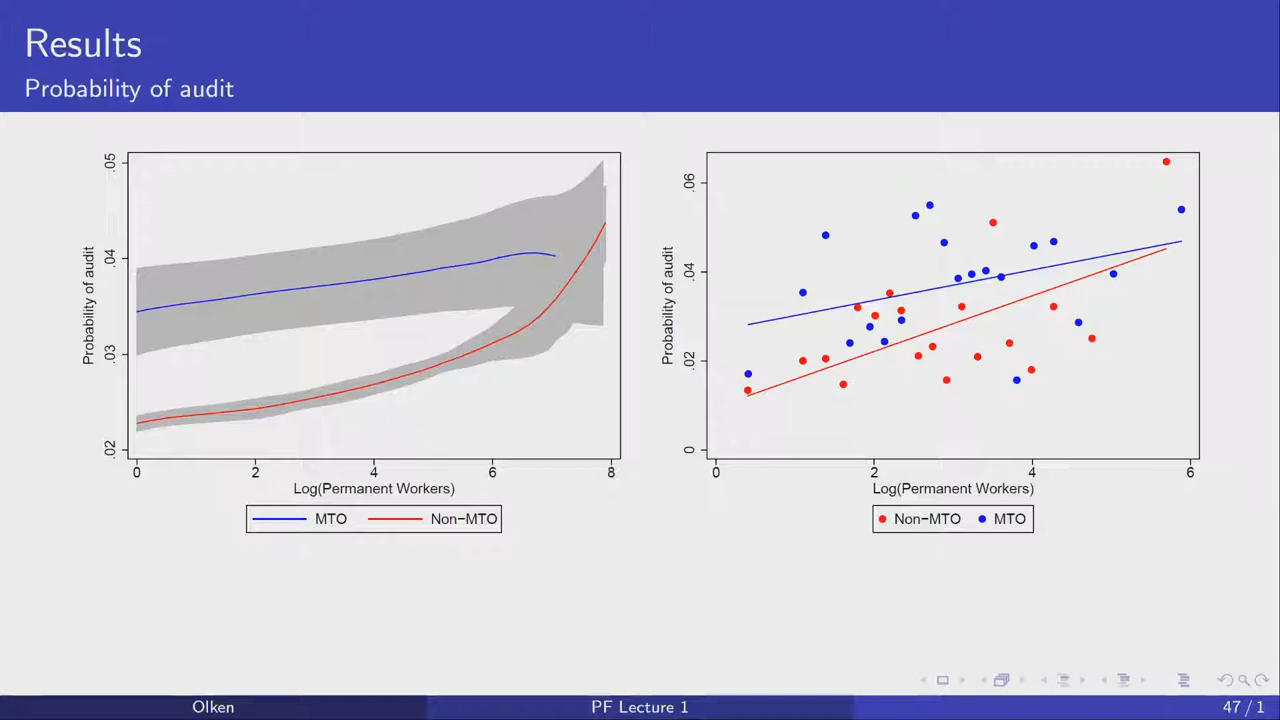 Results
Probability of audit
Probability of audit
.05
.04
.03
.02
0 2 4 6 8
Log(Permanent Workers)
MTO Non-MTO
Probability of audit
.06
.04
.02
0
0 2 4 6
Log(Permanent Workers)
Non-MTO MTO
Olken PF Lecture 1 47 / 1